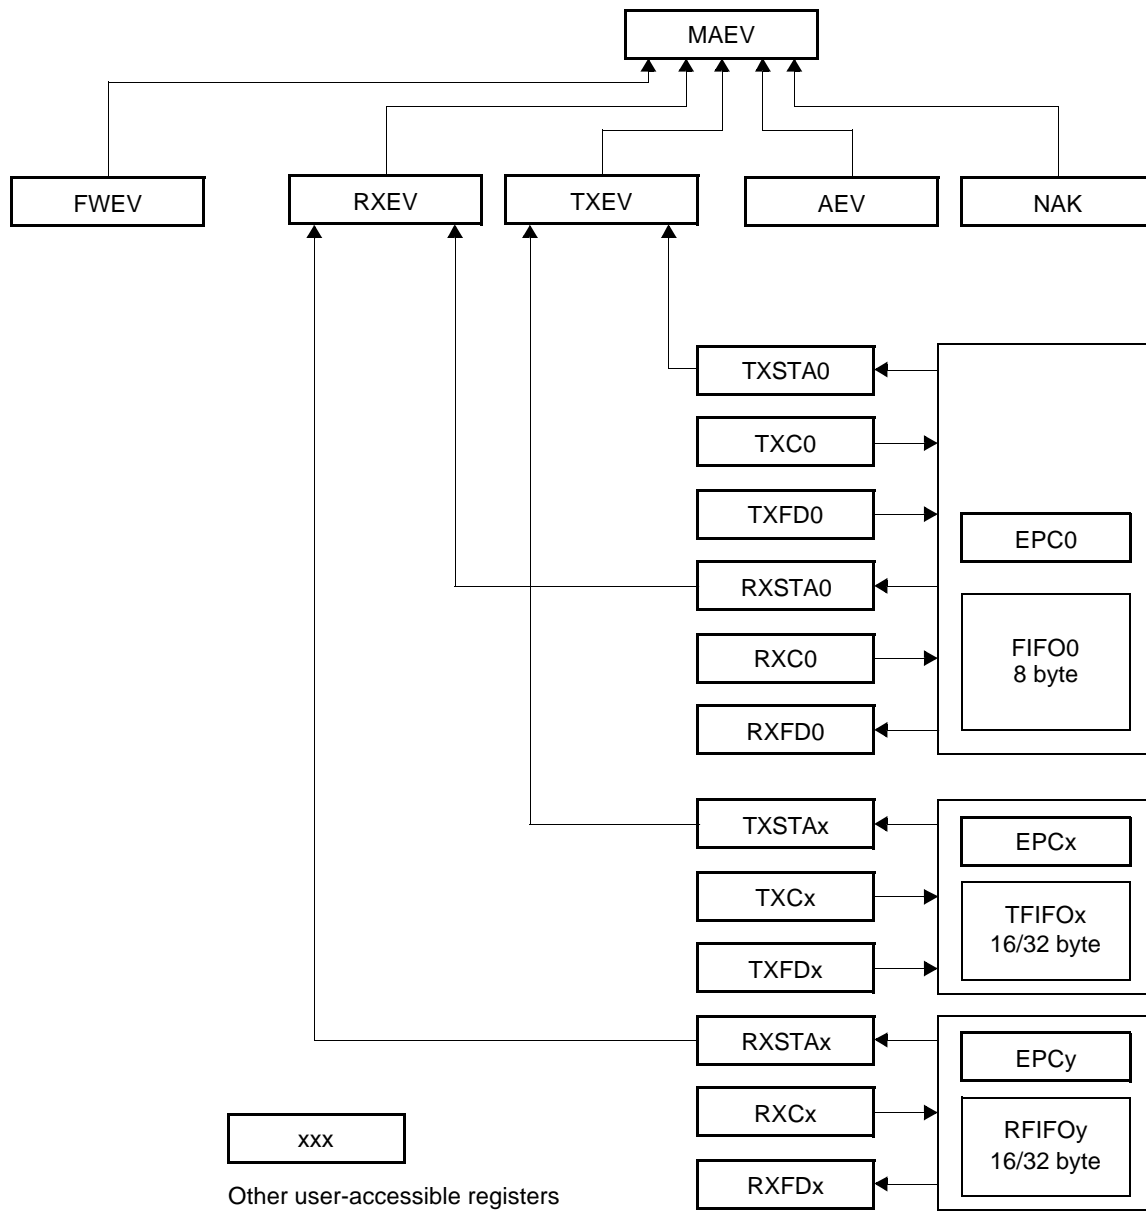 MAEV
FWEV
RXEV
TXEV
AEV
NAK
TXSTA0
TXC0
TXFD0
EPC0
RXSTA0
RXC0
FIFO0
8 byte
RXFD0
TXSTAx
EPCx
TXCx
TFIFOx
16/32 byte
TXFDx
RXSTAx
EPCy
RXCx
RFIFOy
16/32 byte
RXFDx
xxx
Other user-accessible registers